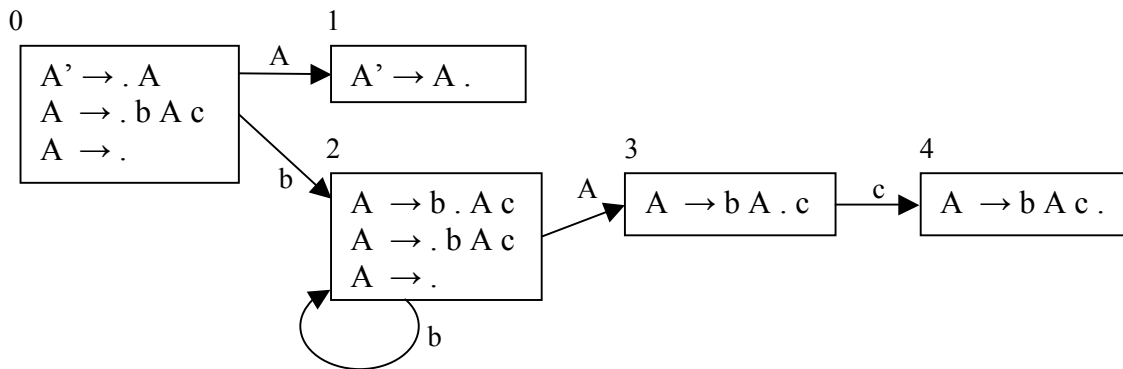 0
A’ → . A
A → . b A c
A → .
A
1
A’ → A .
b
2
A → b . A c
A → . b A c
A → .
b
A
3
A → b A . c
c
4
A → b A c .